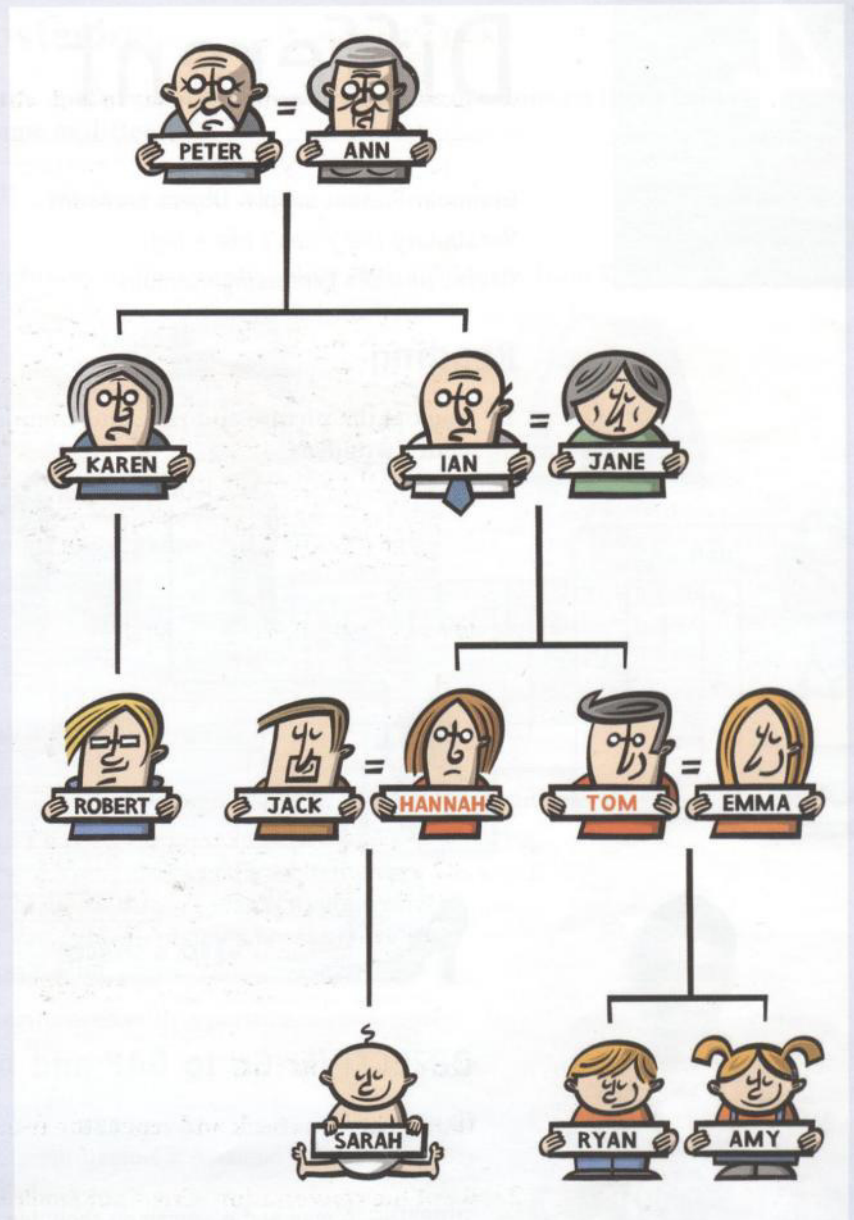 PETER = ANN
KAREN IAN = JANE
ROBERT JACK = HANNAH TOM = EMMA
SARAH RYAN AMY